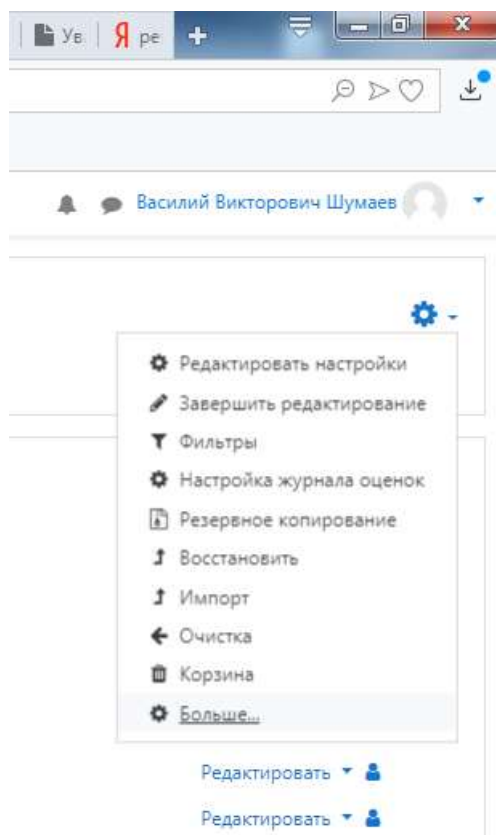 Ув Я ре
Василий Викторович Шумаев
Редактировать настройки
Завершить редактирование
Фильтры
Настройка журнала оценок
Резервное копирование
Восстановить
Импорт
Очистка
Корзина
Больше...
Редактировать
Редактировать